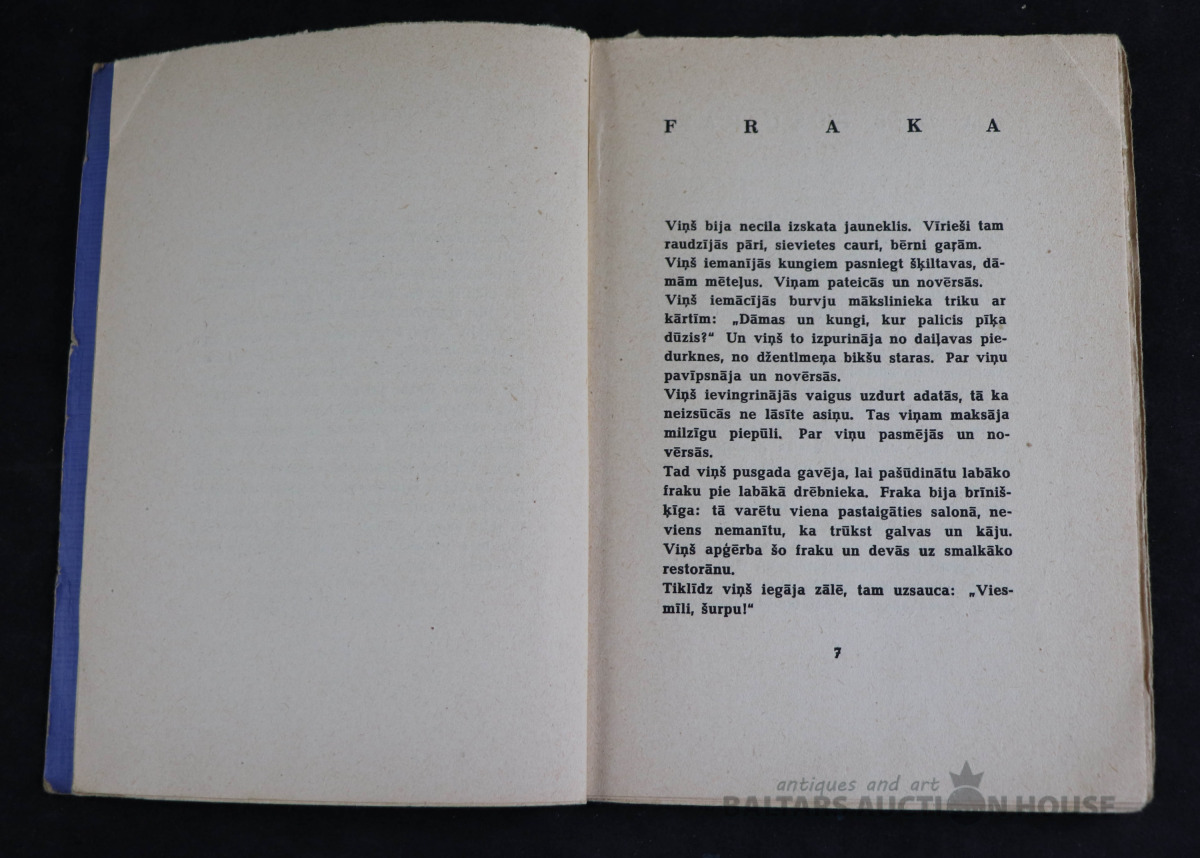 F R A K A
Viņš bija necila izskata jauneklis. Vīrieši tam
raudzījās pāri, sievietes cauri, bērni gaŗām.
Viņš iemanījās kungiem pasniegt šķiltavas, dā-
mām mēteļus. Viņam pateicās un novērsās.
Viņš iemācījās burvju mākslinieka triku ar
kārtīm: „Dāmas un kungi, kur palicis pīķa
dūzis?“ Un viņš to izpurināja no daiļavas pie-
durknes, no džentlmeņa bikšu staras. Par viņu
pavīpsnāja un novērsās.
Viņš ievingrinājās vaigus uzdurt adatās, tā ka
neizsūcās ne lāsīte asiņu. Tas viņam maksāja
milzīgu piepūli. Par viņu pasmējās un no-
vērsās.
Tad viņš pusgada gavēja, lai pašūdinātu labāko
fraku pie labākā drēbnieka. Fraka bija brīniš-
ķīga: tā varētu viena pastaigāties salonā, ne-
viens nemanītu, ka trūkst galvas un kāju.
Viņš apģērba šo fraku un devās uz smalkāko
restorānu.
Tiklīdz viņš iegāja zālē, tam uzsauca: „Vies-
mīli, šurpu!“
7
antiques and art
BALTARS AUCTION HOUSE